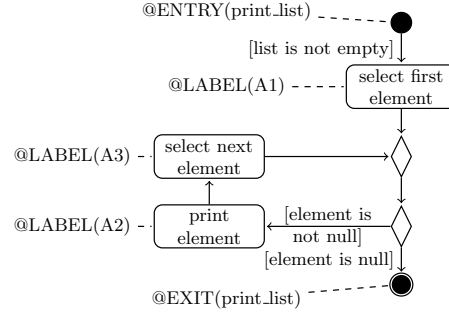 @ENTRY(print_list)
[list is not empty]
@LABEL(A1)
select first
element
@LABEL(A3)
select next
element
@LABEL(A2)
print
element
[element is
not null]
[element is null]
@EXIT(print_list)